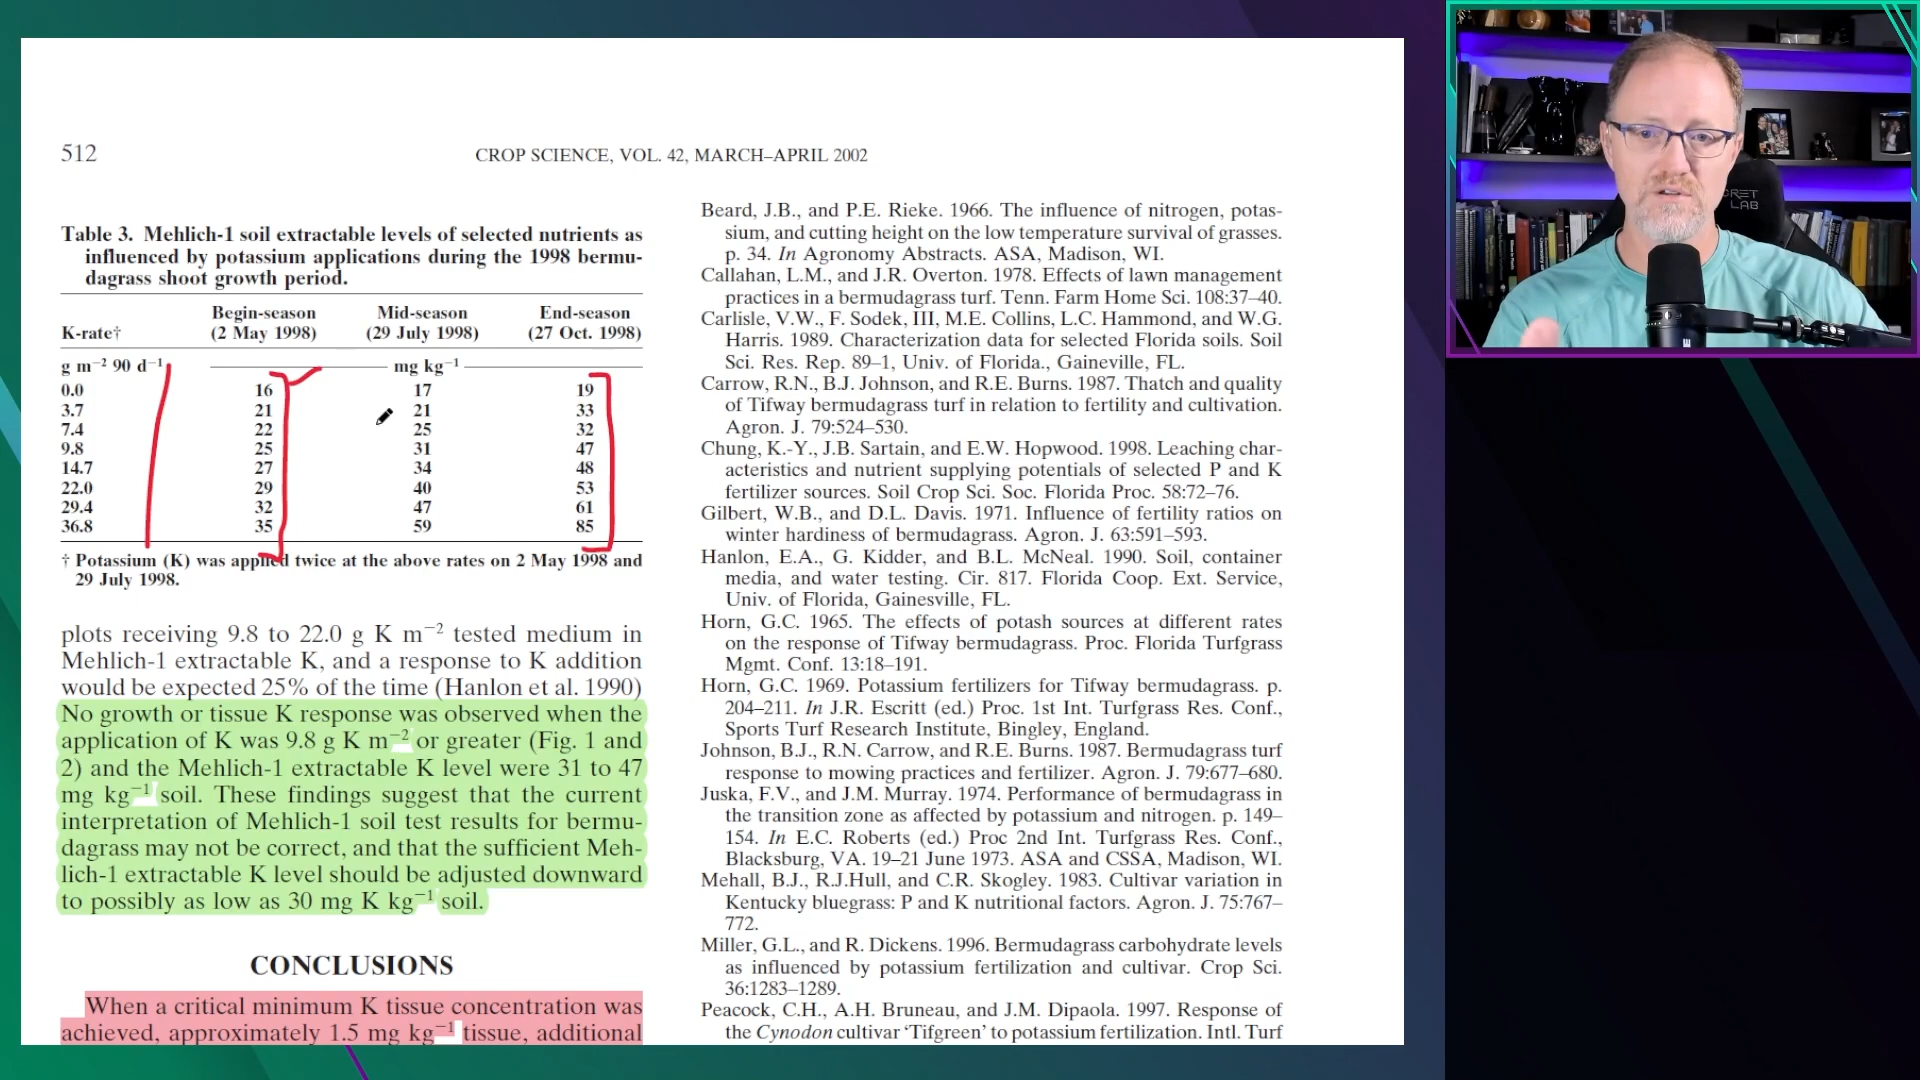 512
CROP SCIENCE, VOL. 42, MARCH–APRIL 2002
Table 3. Mehlich-1 soil extractable levels of selected nutrients as
influenced by potassium applications during the 1998 bermu-
dagrass shoot growth period.
K-rate† Begin-season (2 May 1998) Mid-season (29 July 1998) End-season (27 Oct. 1998)
g m−2 90 d−1 mg kg−1
0.0 16 17 19
3.7 21 21 33
7.4 22 25 32
9.8 25 31 47
14.7 27 34 48
22.0 29 40 53
29.4 32 47 61
36.8 35 59 85
† Potassium (K) was applied twice at the above rates on 2 May 1998 and
29 July 1998.
plots receiving 9.8 to 22.0 g K m−2 tested medium in
Mehlich-1 extractable K, and a response to K addition
would be expected 25% of the time (Hanlon et al. 1990)
No growth or tissue K response was observed when the
application of K was 9.8 g K m−2 or greater (Fig. 1 and
2) and the Mehlich-1 extractable K level were 31 to 47
mg kg−1 soil. These findings suggest that the current
interpretation of Mehlich-1 soil test results for bermu-
dagrass may not be correct, and that the sufficient Meh-
lich-1 extractable K level should be adjusted downward
to possibly as low as 30 mg K kg−1 soil.
CONCLUSIONS
When a critical minimum K tissue concentration was
achieved, approximately 1.5 mg kg−1 tissue, additional
Beard, J.B., and P.E. Rieke. 1966. The influence of nitrogen, potas-
sium, and cutting height on the low temperature survival of grasses.
p. 34. In Agronomy Abstracts. ASA, Madison, WI.
Callahan, L.M., and J.R. Overton. 1978. Effects of lawn management
practices in a bermudagrass turf. Tenn. Farm Home Sci. 108:37–40.
Carlisle, V.W., F. Sodek, III, M.E. Collins, L.C. Hammond, and W.G.
Harris. 1989. Characterization data for selected Florida soils. Soil
Sci. Res. Rep. 89–1, Univ. of Florida., Gaineville, FL.
Carrow, R.N., B.J. Johnson, and R.E. Burns. 1987. Thatch and quality
of Tifway bermudagrass turf in relation to fertility and cultivation.
Agron. J. 79:524–530.
Chung, K.-Y., J.B. Sartain, and E.W. Hopwood. 1998. Leaching char-
acteristics and nutrient supplying potentials of selected P and K
fertilizer sources. Soil Crop Sci. Soc. Florida Proc. 58:72–76.
Gilbert, W.B., and D.L. Davis. 1971. Influence of fertility ratios on
winter hardiness of bermudagrass. Agron. J. 63:591–593.
Hanlon, E.A., G. Kidder, and B.L. McNeal. 1990. Soil, container
media, and water testing. Cir. 817. Florida Coop. Ext. Service,
Univ. of Florida, Gainesville, FL.
Horn, G.C. 1965. The effects of potash sources at different rates
on the response of Tifway bermudagrass. Proc. Florida Turfgrass
Mgmt. Conf. 13:18–191.
Horn, G.C. 1969. Potassium fertilizers for Tifway bermudagrass. p.
204–211. In J.R. Escritt (ed.) Proc. 1st Int. Turfgrass Res. Conf.,
Sports Turf Research Institute, Bingley, England.
Johnson, B.J., R.N. Carrow, and R.E. Burns. 1987. Bermudagrass turf
response to mowing practices and fertilizer. Agron. J. 79:677–680.
Juska, F.V., and J.M. Murray. 1974. Performance of bermudagrass in
the transition zone as affected by potassium and nitrogen. p. 149–
154. In E.C. Roberts (ed.) Proc 2nd Int. Turfgrass Res. Conf.,
Blacksburg, VA. 19–21 June 1973. ASA and CSSA, Madison, WI.
Mehall, B.J., R.J.Hull, and C.R. Skogley. 1983. Cultivar variation in
Kentucky bluegrass: P and K nutritional factors. Agron. J. 75:767–
772.
Miller, G.L., and R. Dickens. 1996. Bermudagrass carbohydrate levels
as influenced by potassium fertilization and cultivar. Crop Sci.
36:1283–1289.
Peacock, C.H., A.H. Bruneau, and J.M. Dipaola. 1997. Response of
the Cynodon cultivar ‘Tifgreen’ to potassium fertilization. Intl. Turf
LAB